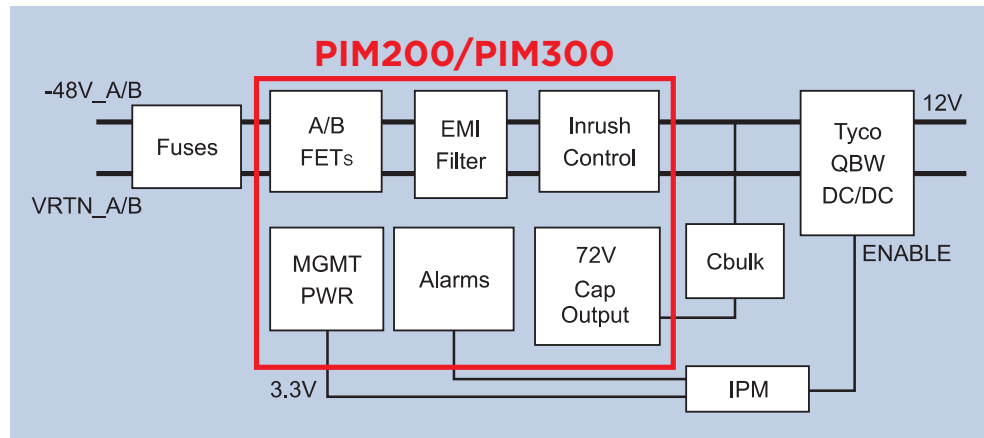 PIM200/PIM300
-48V_A/B
VRTN_A/B
Fuses
A/B
FETs
EMI
Filter
Inrush
Control
Tyco
QBW
DC/DC
12V
ENABLE
MGMT
PWR
Alarms
72V
Cap
Output
Cbulk
3.3V
IPM